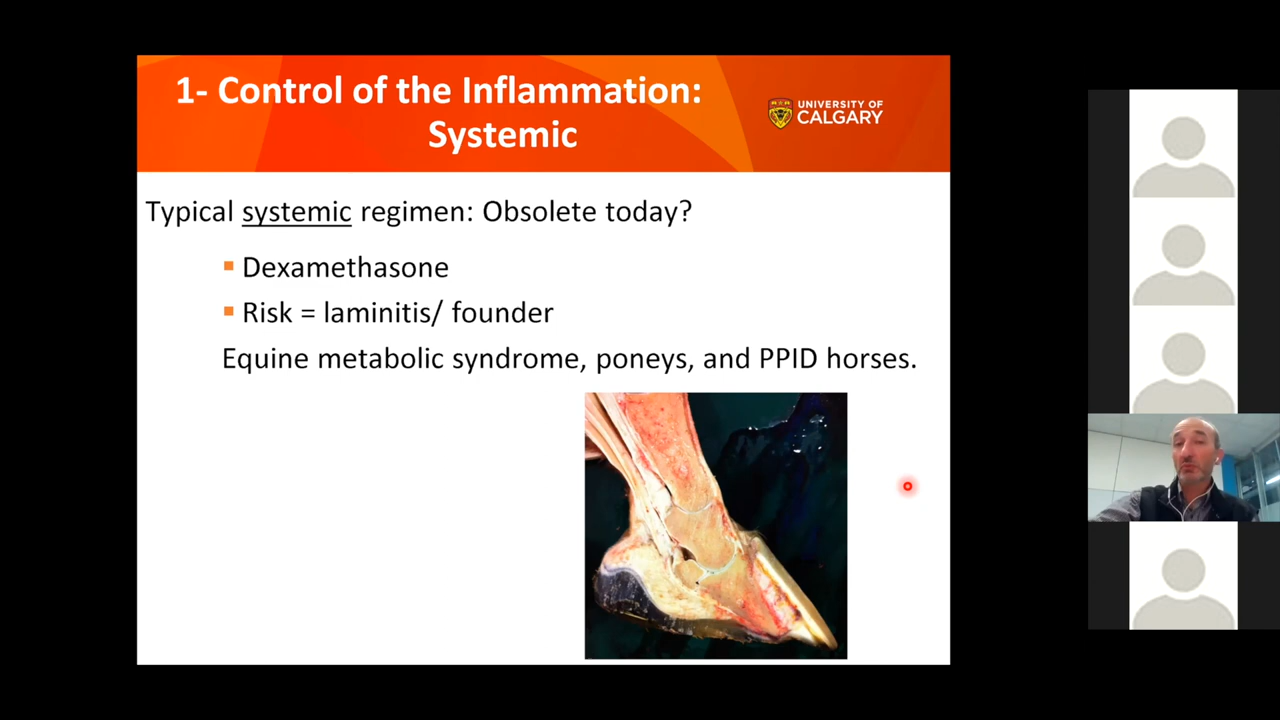 1- Control of the Inflammation:
Systemic
UNIVERSITY OF
CALGARY
Typical systemic regimen: Obsolete today?
Dexamethasone
Risk = laminitis/ founder
Equine metabolic syndrome, poneys, and PPID horses.